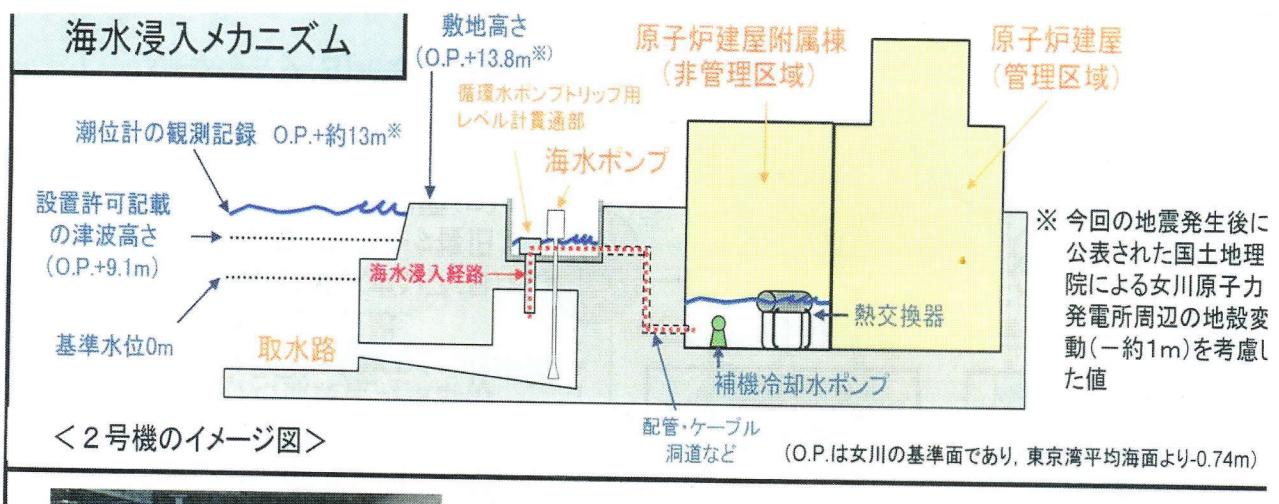 海水浸入メカニズム
敷地高さ
(O.P.+13.8m※)
原子炉建屋附属棟
(非管理区域)
原子炉建屋
(管理区域)
循環水ポンプトリップ用
レベル計貫通部
潮位計の観測記録 O.P.+約13m※
海水ポンプ
設置許可記載
の津波高さ
(O.P.+9.1m)
海水浸入経路
※ 今回の地震発生後に
公表された国土地理
院による女川原子力
発電所周辺の地殻変
動(-約1m)を考慮し
た値
熱交換器
基準水位0m
取水路
補機冷却水ポンプ
配管・ケーブル
洞道など
<2号機のイメージ図>
(O.P.は女川の基準面であり, 東京湾平均海面より-0.74m)